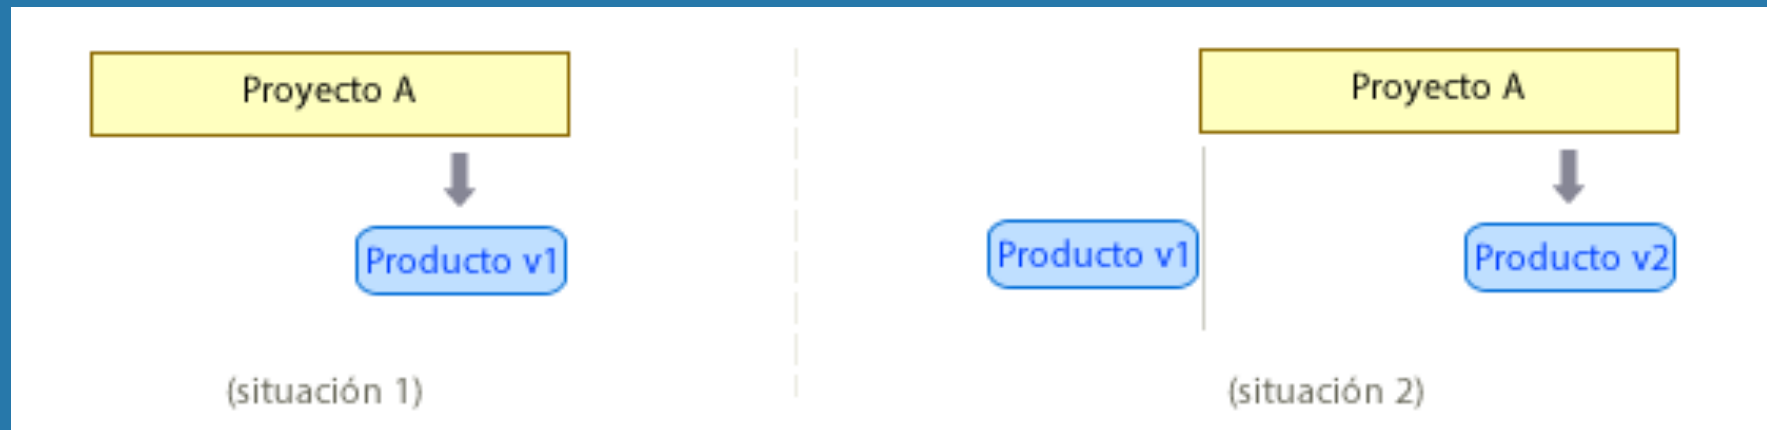 Proyecto A
Producto v1
(situación 1)
Proyecto A
Producto v1
Producto v2
(situación 2)